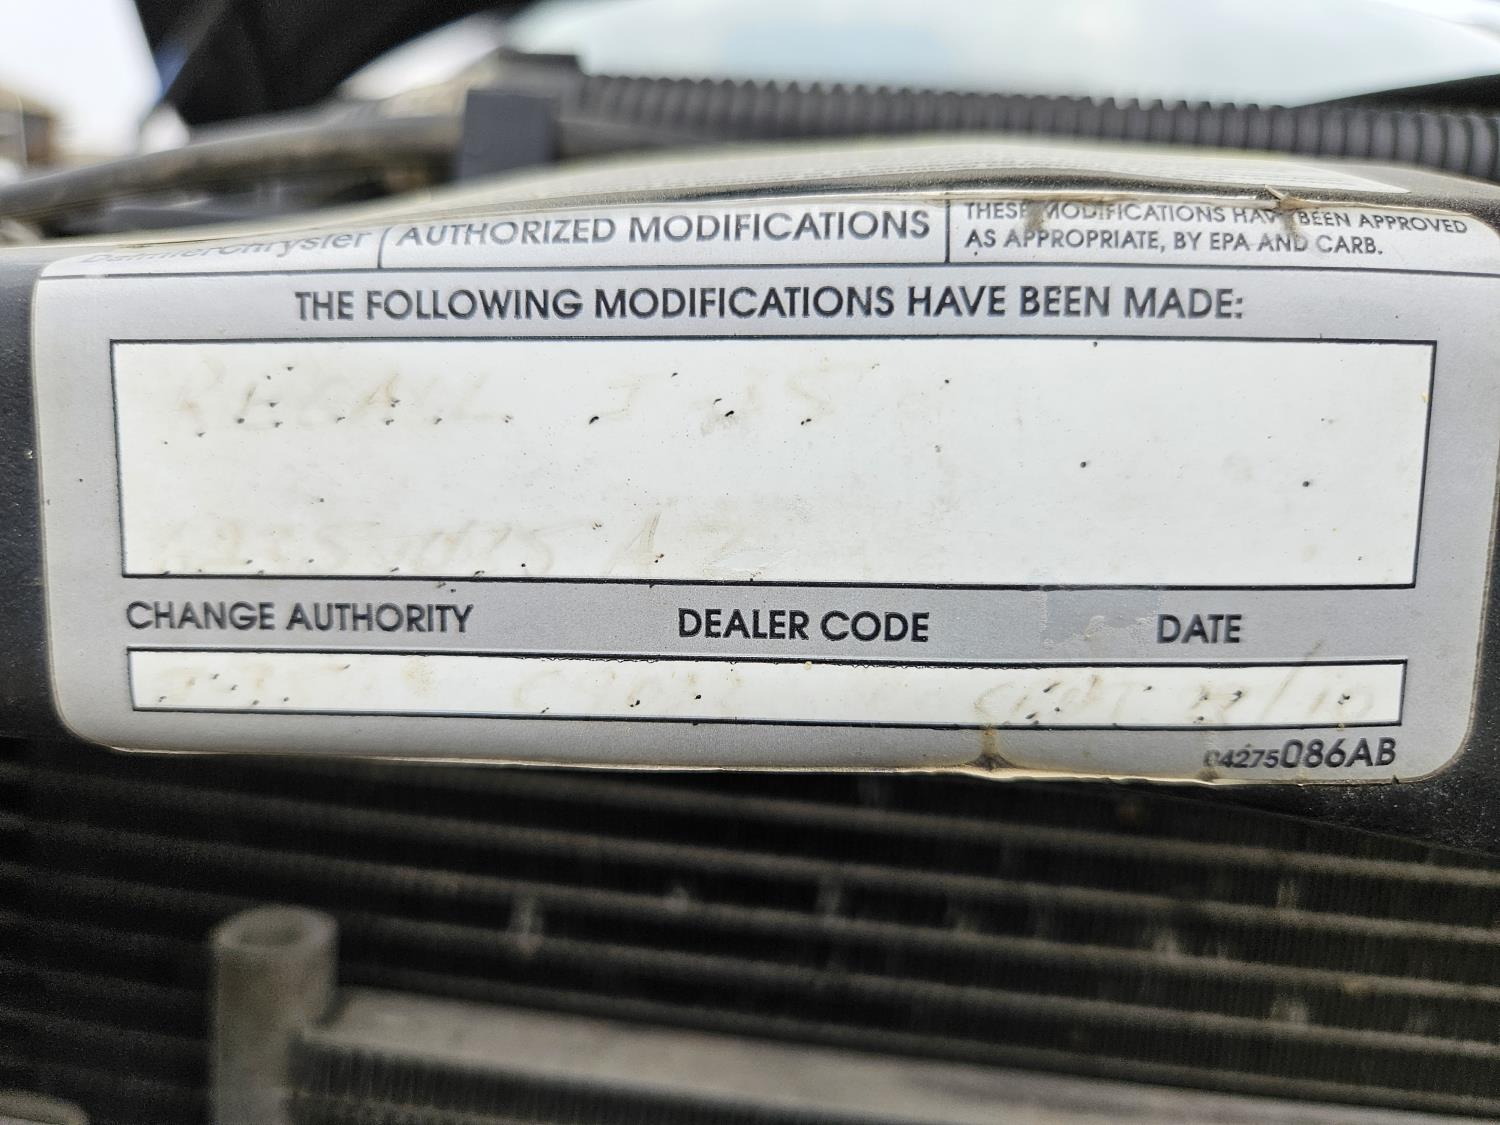 DaimlerChrysler AUTHORIZED MODIFICATIONS THESE MODIFICATIONS HAVE BEEN APPROVED
AS APPROPRIATE, BY EPA AND CARB.
THE FOLLOWING MODIFICATIONS HAVE BEEN MADE:
RECALL
CHANGE AUTHORITY DEALER CODE DATE
04275086AB